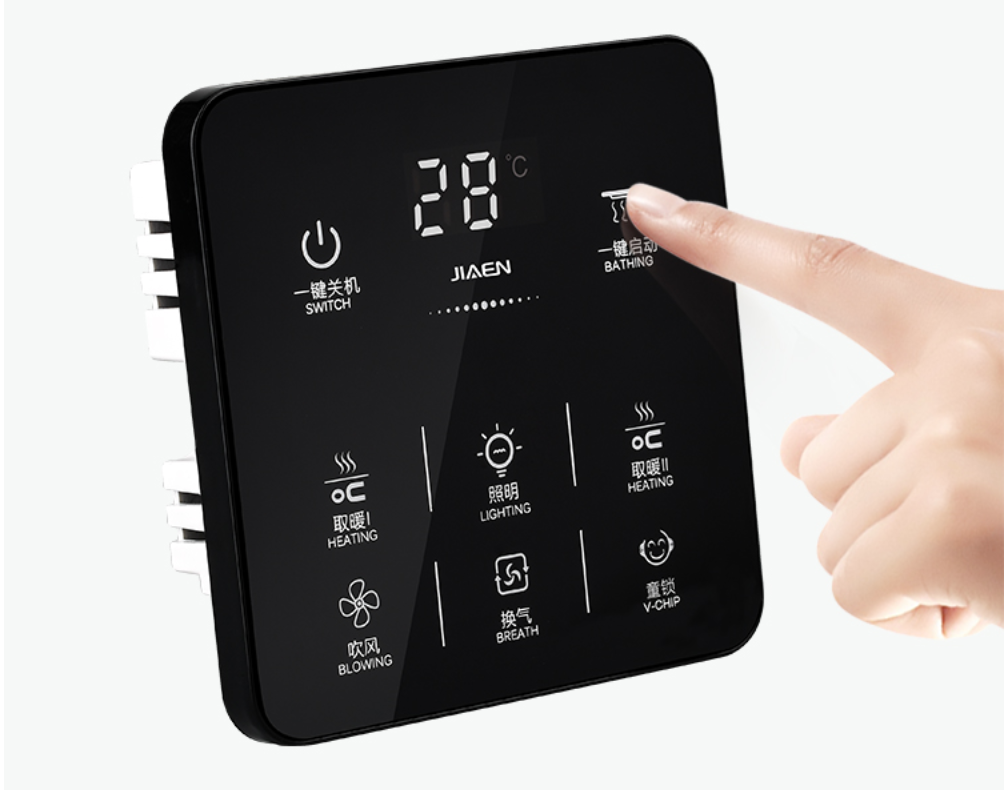 28°C
JIAEN
一键关机
SWITCH
一键启动
BATHING
取暖I
HEATING
照明
LIGHTING
取暖II
HEATING
吹风
BLOWING
换气
BREATH
童锁
V-CHIP